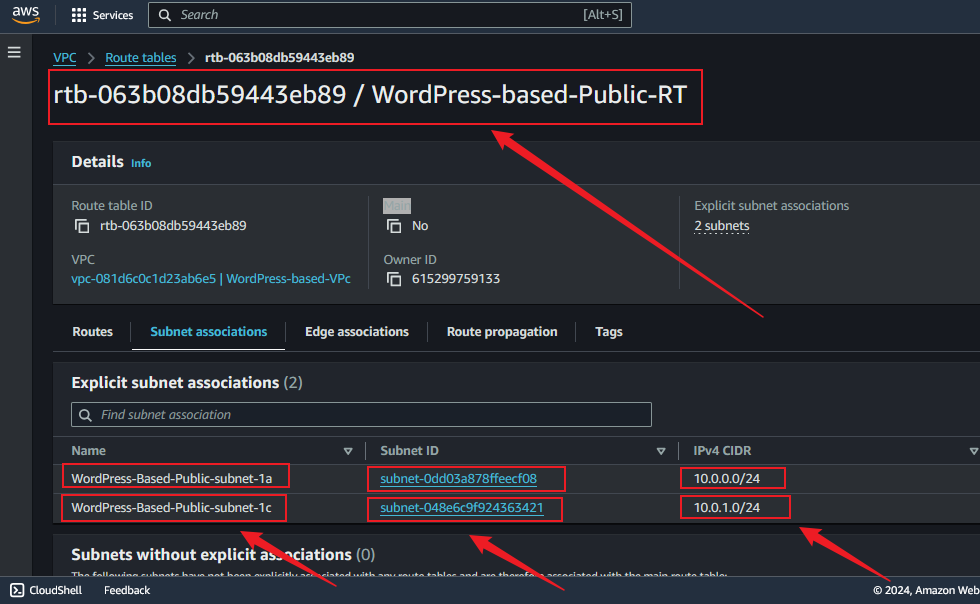 aws
Services
Search
[Alt+S]
VPC > Route tables > rtb-063b08db59443eb89
rtb-063b08db59443eb89 / WordPress-based-Public-RT
Details Info
Route table ID
rtb-063b08db59443eb89
Main
No
Explicit subnet associations
2 subnets
VPC
vpc-081d6c0c1d23ab6e5 | WordPress-based-VPc
Owner ID
615299759133
Routes
Subnet associations
Edge associations
Route propagation
Tags
Explicit subnet associations (2)
Find subnet association
Name
Subnet ID
IPv4 CIDR
WordPress-Based-Public-subnet-1a
subnet-0dd03a878ffeecf08
10.0.0.0/24
WordPress-Based-Public-subnet-1c
subnet-048e6c9f924363421
10.0.1.0/24
Subnets without explicit associations (0)
The following subnets have not been explicitly associated with any route tables and are therefore associated with the main route table:
CloudShell
Feedback
© 2024, Amazon Web